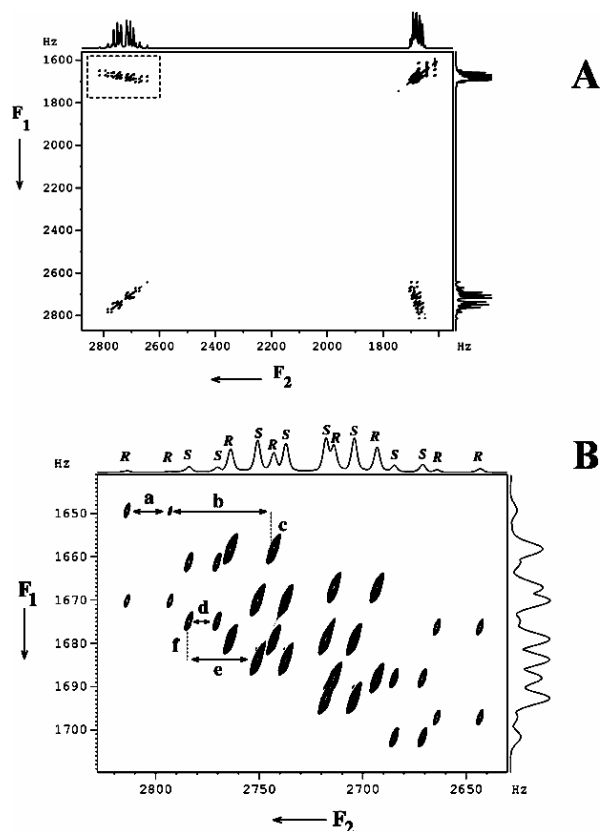 A
Hz
1600
1800
2000
2200
2400
2600
2800
F1
2800 2600 2400 2200 2000 1800 Hz
F2
B
R R S S R S R S S R S R S S R R
Hz
1650
1660
1670
1680
1690
1700
a b c
d
f e
F1
2800 2750 2700 2650 Hz
F2